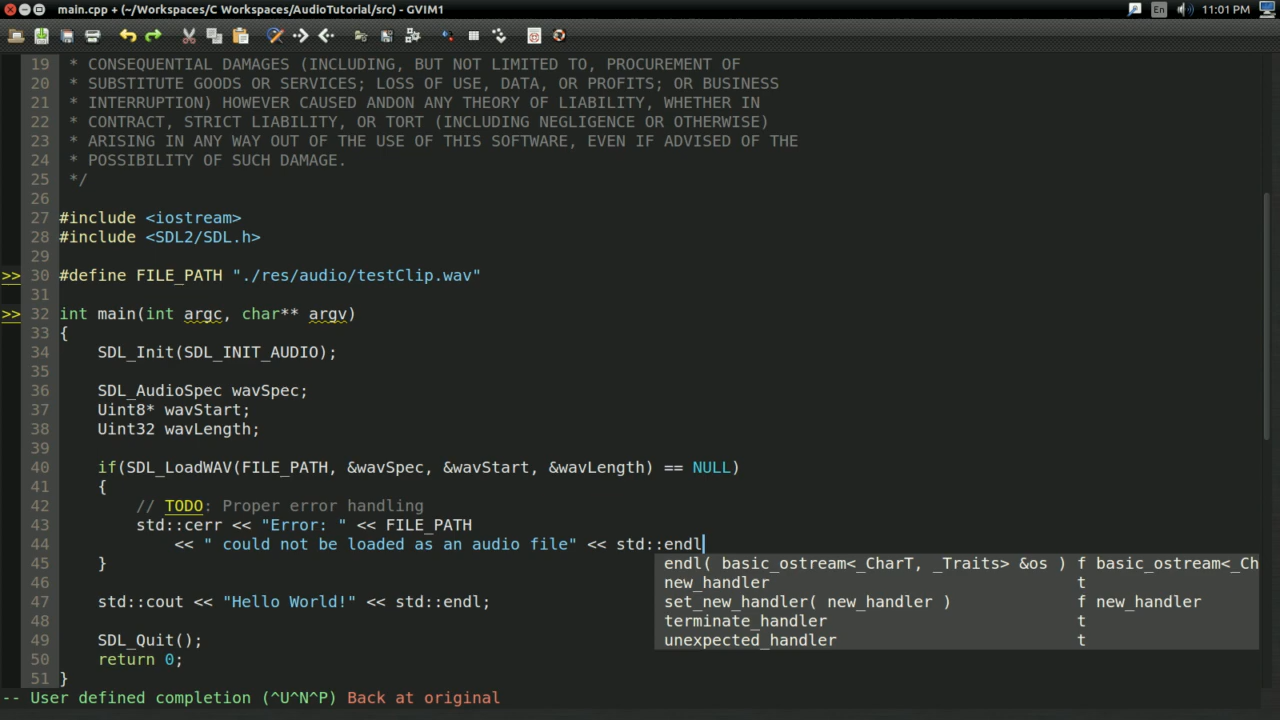 main.cpp + (~/Workspaces/C Workspaces/AudioTutorial/src) - GVIM1
En
11:01 PM
19 * CONSEQUENTIAL DAMAGES (INCLUDING, BUT NOT LIMITED TO, PROCUREMENT OF
20 * SUBSTITUTE GOODS OR SERVICES; LOSS OF USE, DATA, OR PROFITS; OR BUSINESS
21 * INTERRUPTION) HOWEVER CAUSED ANDON ANY THEORY OF LIABILITY, WHETHER IN
22 * CONTRACT, STRICT LIABILITY, OR TORT (INCLUDING NEGLIGENCE OR OTHERWISE)
23 * ARISING IN ANY WAY OUT OF THE USE OF THIS SOFTWARE, EVEN IF ADVISED OF THE
24 * POSSIBILITY OF SUCH DAMAGE.
25 */
26
27 #include <iostream>
28 #include <SDL2/SDL.h>
29
>> 30 #define FILE_PATH "./res/audio/testClip.wav"
31
>> 32 int main(int argc, char** argv)
33 {
34 SDL_Init(SDL_INIT_AUDIO);
35
36 SDL_AudioSpec wavSpec;
37 Uint8* wavStart;
38 Uint32 wavLength;
39
40 if(SDL_LoadWAV(FILE_PATH, &wavSpec, &wavStart, &wavLength) == NULL)
41 {
42 // TODO: Proper error handling
43 std::cerr << "Error: " << FILE_PATH
44 << " could not be loaded as an audio file" << std::endl
45 }
endl( basic_ostream<_CharT, _Traits> &os ) f basic_ostream<_Ch
46
new_handler t
47 std::cout << "Hello World!" << std::endl;
set_new_handler( new_handler ) f new_handler
48
terminate_handler t
49 SDL_Quit();
unexpected_handler t
50 return 0;
51 }
-- User defined completion (^U^N^P) Back at original